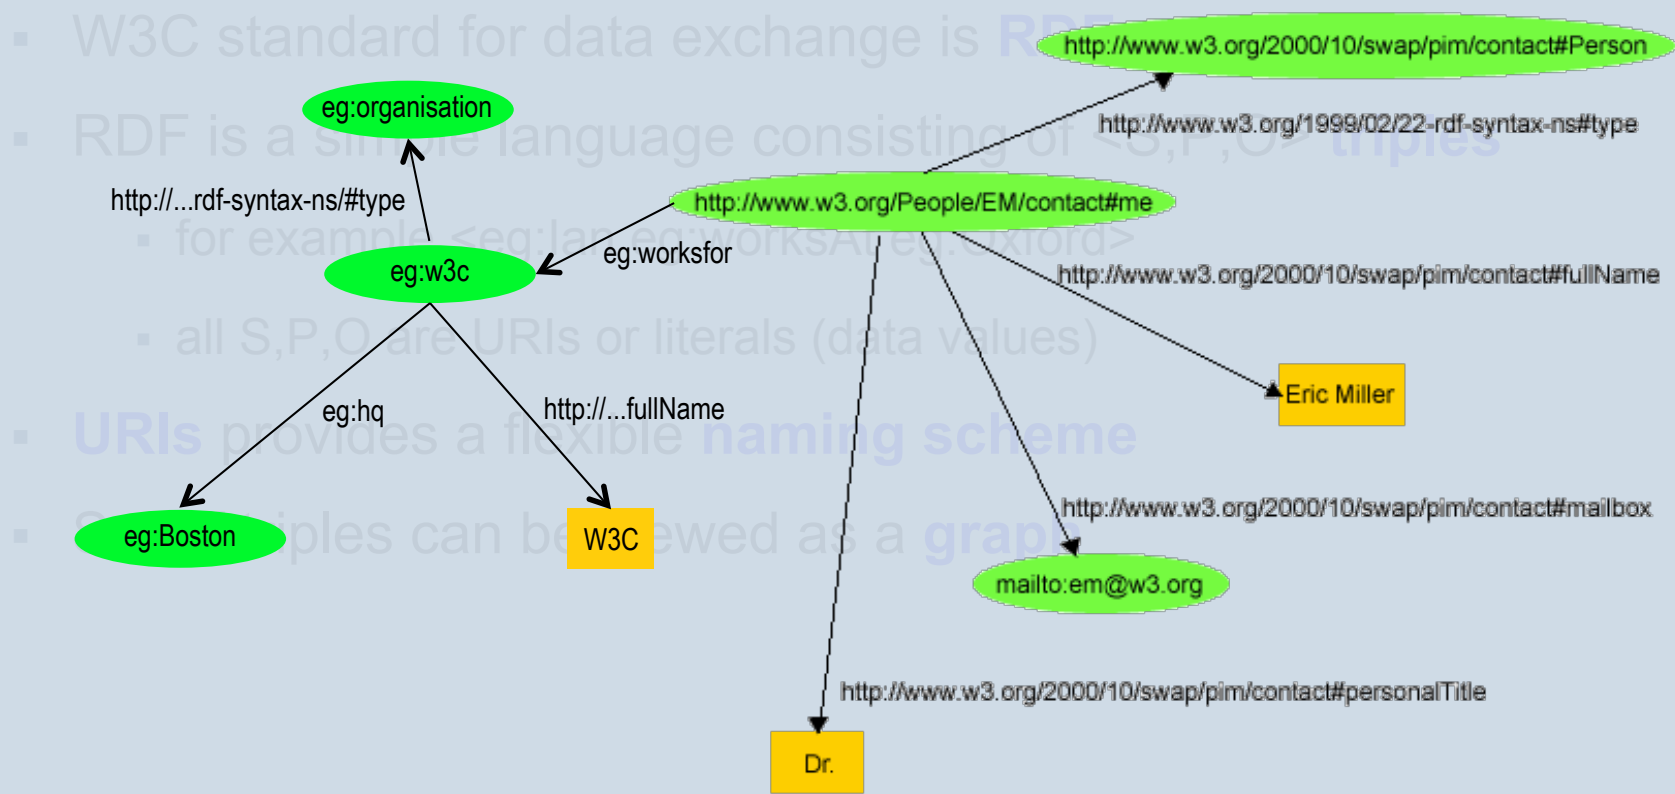 W3C standard for data exchange is RDF
http://www.w3.org/2000/10/swap/pim/contact#Person
eg:organisation
http://www.w3.org/1999/02/22-rdf-syntax-ns#type
RDF is a simple language consisting of <S,P,O> triples
http://...rdf-syntax-ns/#type
http://www.w3.org/People/EM/contact#me
for example <eg:Ian eg:worksAt eg:Oxford>
eg:worksfor
eg:w3c
http://www.w3.org/2000/10/swap/pim/contact#fullName
all S,P,O are URIs or literals (data values)
Eric Miller
eg:hq
http://...fullName
URIs provides a flexible naming scheme
http://www.w3.org/2000/10/swap/pim/contact#mailbox
eg:Boston
W3C
can be viewed as a graph
mailto:em@w3.org
http://www.w3.org/2000/10/swap/pim/contact#personalTitle
Dr.